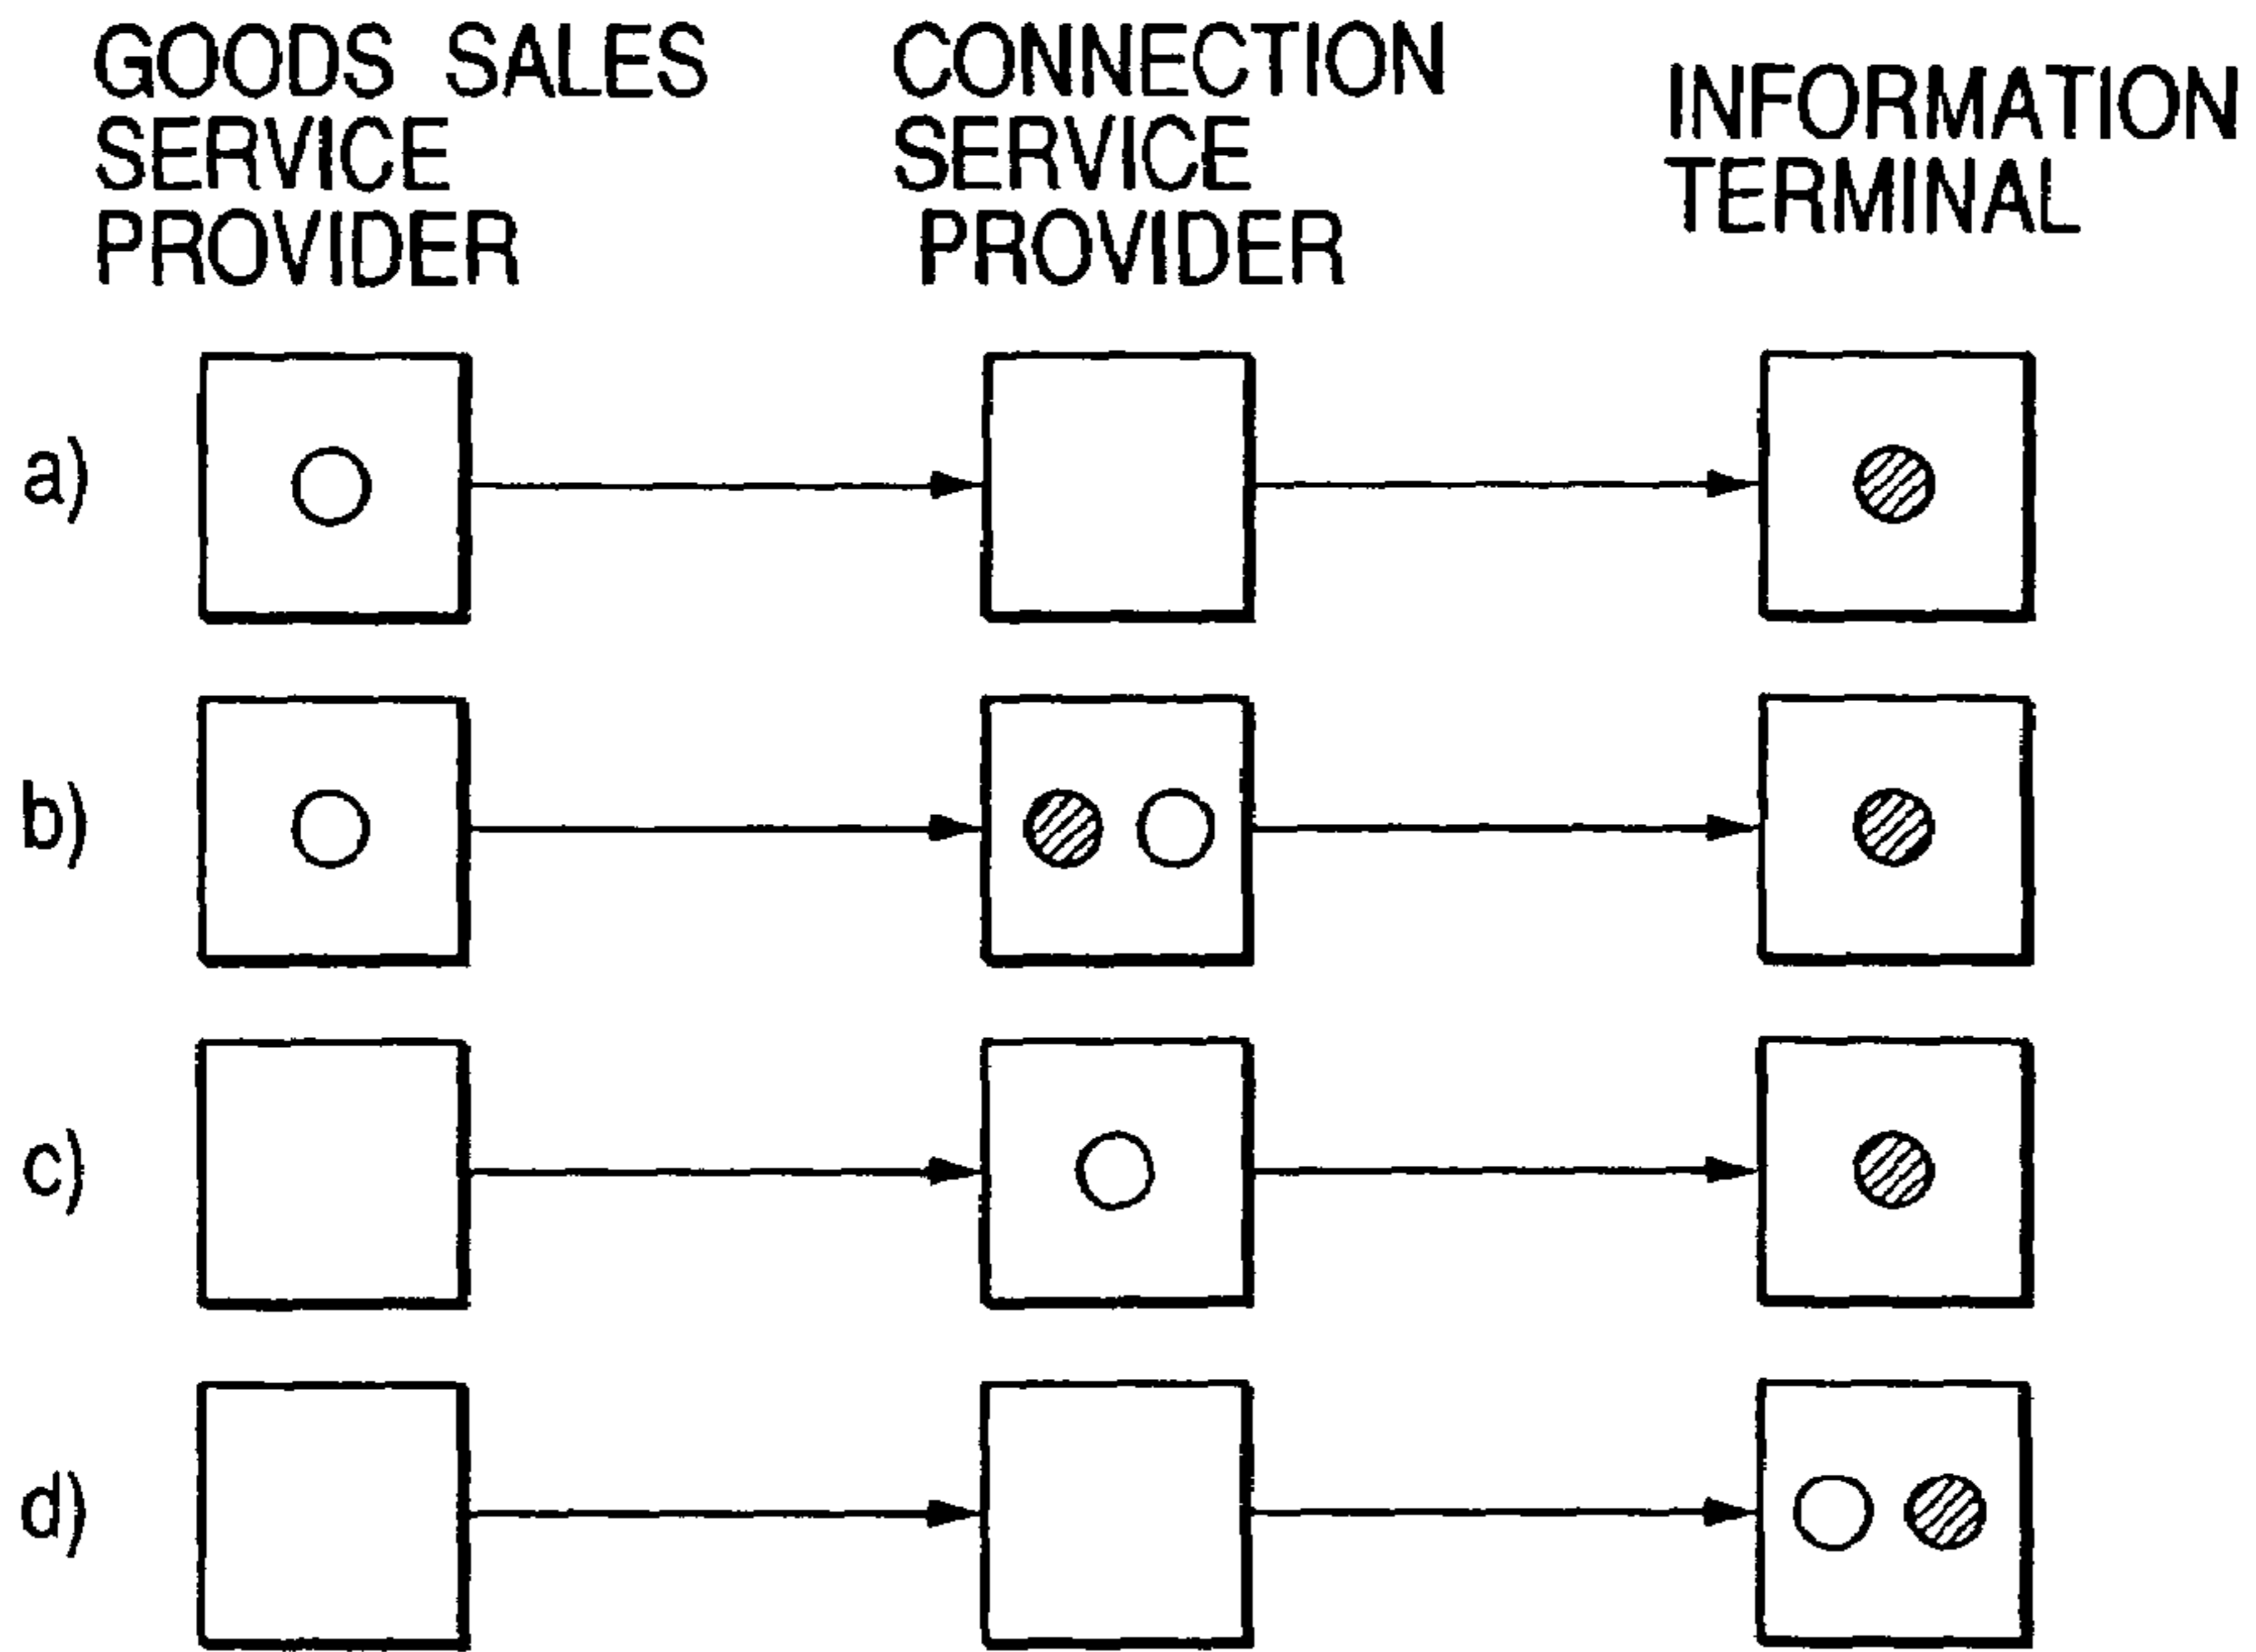 GOODS SALES
SERVICE
PROVIDER
CONNECTION
SERVICE
PROVIDER
INFORMATION
TERMINAL
a)
b)
c)
d)